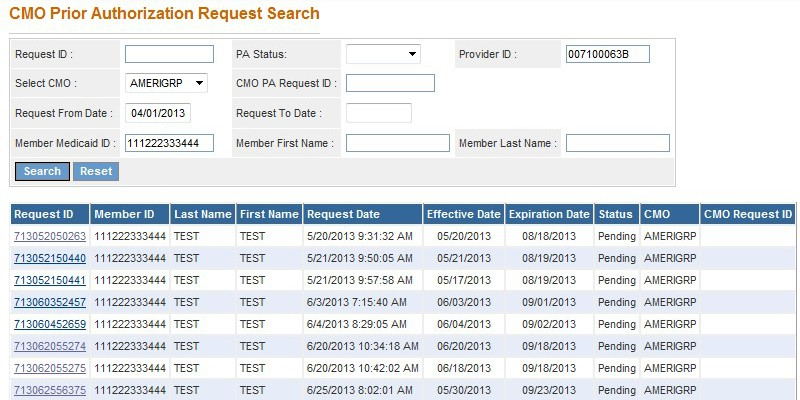 CMO Prior Authorization Request Search
Request ID : PA Status: Provider ID : 007100063B
Select CMO : AMERIGRP CMO PA Request ID :
Request From Date : 04/01/2013 Request To Date :
Member Medicaid ID : 111222333444 Member First Name : Member Last Name :
Search Reset
Request ID Member ID Last Name First Name Request Date Effective Date Expiration Date Status CMO CMO Request ID
713052050263 111222333444 TEST TEST 5/20/2013 9:31:32 AM 05/20/2013 08/18/2013 Pending AMERIGRP
713052150440 111222333444 TEST TEST 5/21/2013 9:50:05 AM 05/21/2013 08/19/2013 Pending AMERIGRP
713052150441 111222333444 TEST TEST 5/21/2013 9:57:58 AM 05/17/2013 08/19/2013 Pending AMERIGRP
713060352457 111222333444 TEST TEST 6/3/2013 7:15:40 AM 06/03/2013 09/01/2013 Pending AMERIGRP
713060452659 111222333444 TEST TEST 6/4/2013 8:29:05 AM 06/04/2013 09/02/2013 Pending AMERIGRP
713062055274 111222333444 TEST TEST 6/20/2013 10:34:18 AM 06/20/2013 09/18/2013 Pending AMERIGRP
713062055275 111222333444 TEST TEST 6/20/2013 10:42:02 AM 06/18/2013 09/18/2013 Pending AMERIGRP
713062556375 111222333444 TEST TEST 6/25/2013 8:02:01 AM 05/30/2013 09/23/2013 Pending AMERIGRP